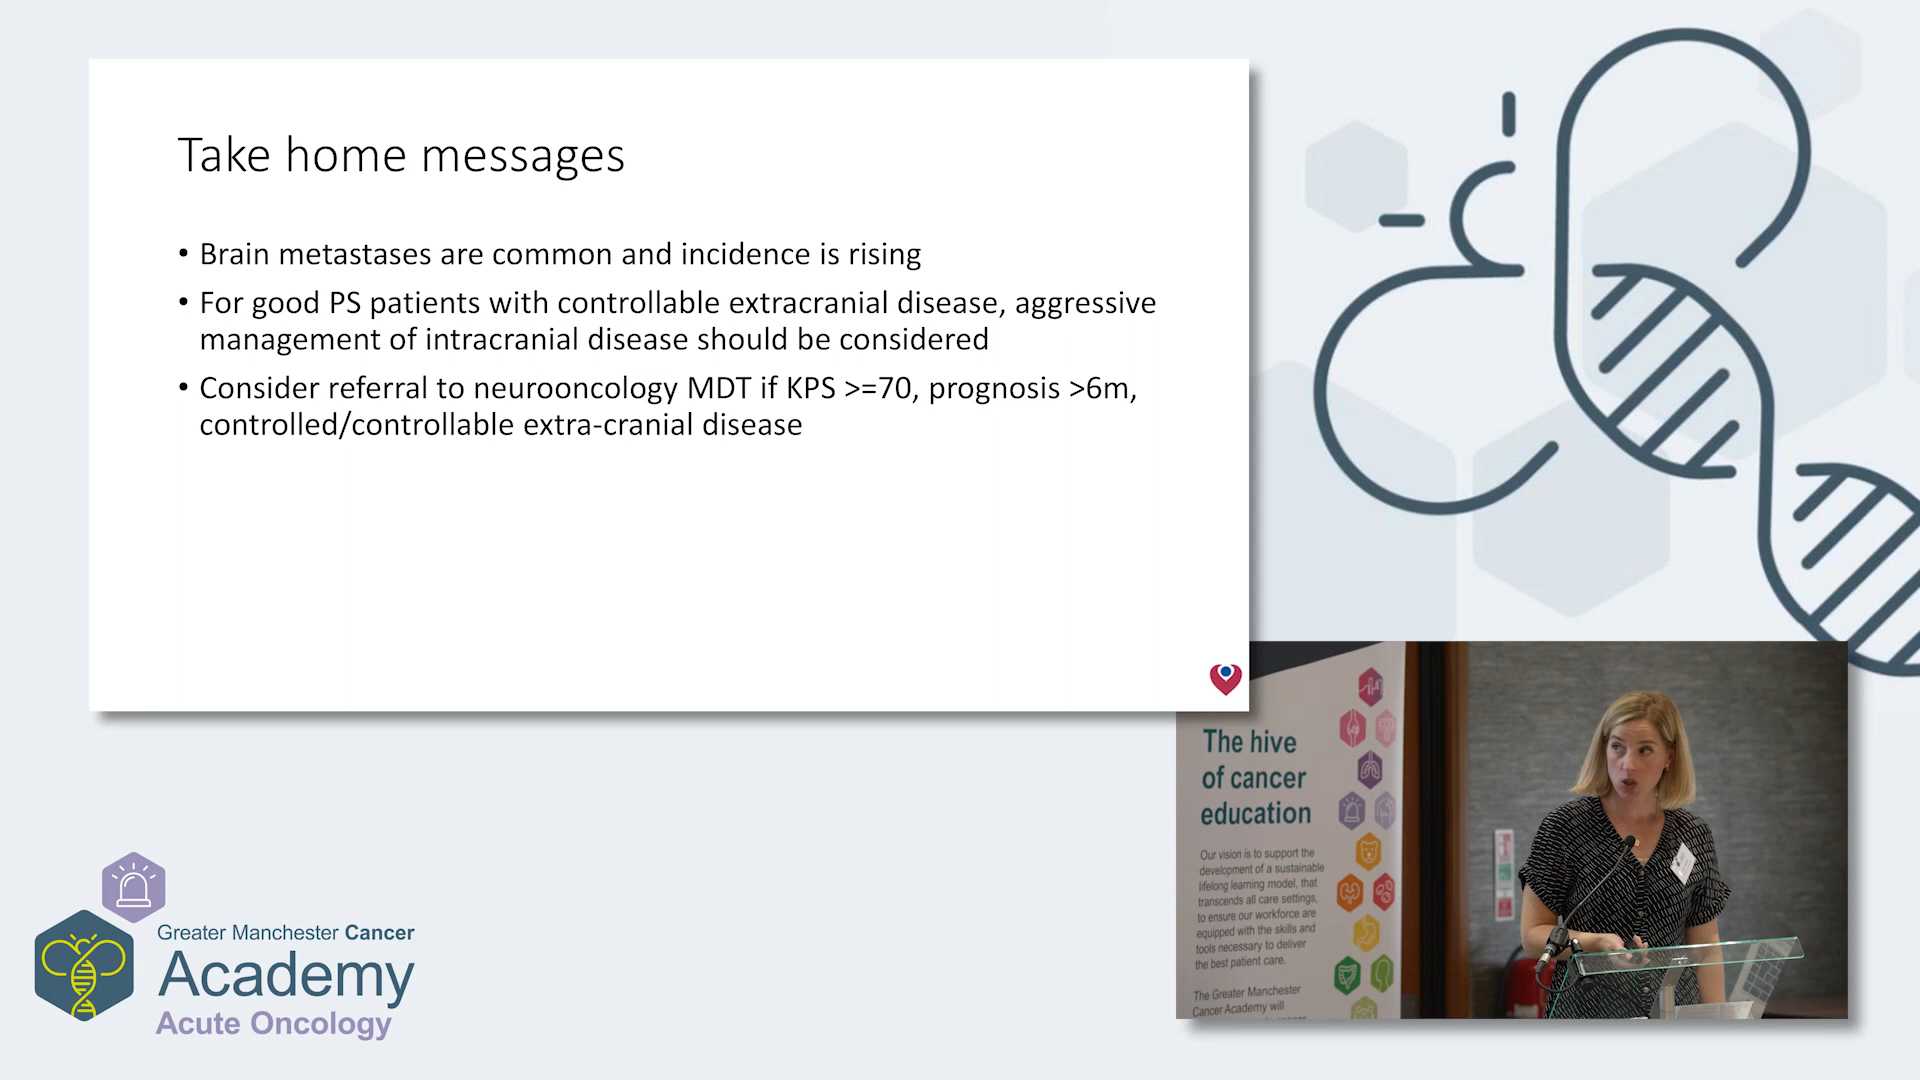 Take home messages
• Brain metastases are common and incidence is rising
• For good PS patients with controllable extracranial disease, aggressive
management of intracranial disease should be considered
• Consider referral to neurooncology MDT if KPS >=70, prognosis >6m,
controlled/controllable extra-cranial disease
The hive
of cancer
education
Our vision is to support the
development of a sustainable
lifelong learning model, that
transcends all care settings,
to ensure our workforce are
equipped with the skills and
tools necessary to deliver
the best patient care.
The Greater Manchester
Cancer Academy will
Greater Manchester Cancer
Academy
Acute Oncology